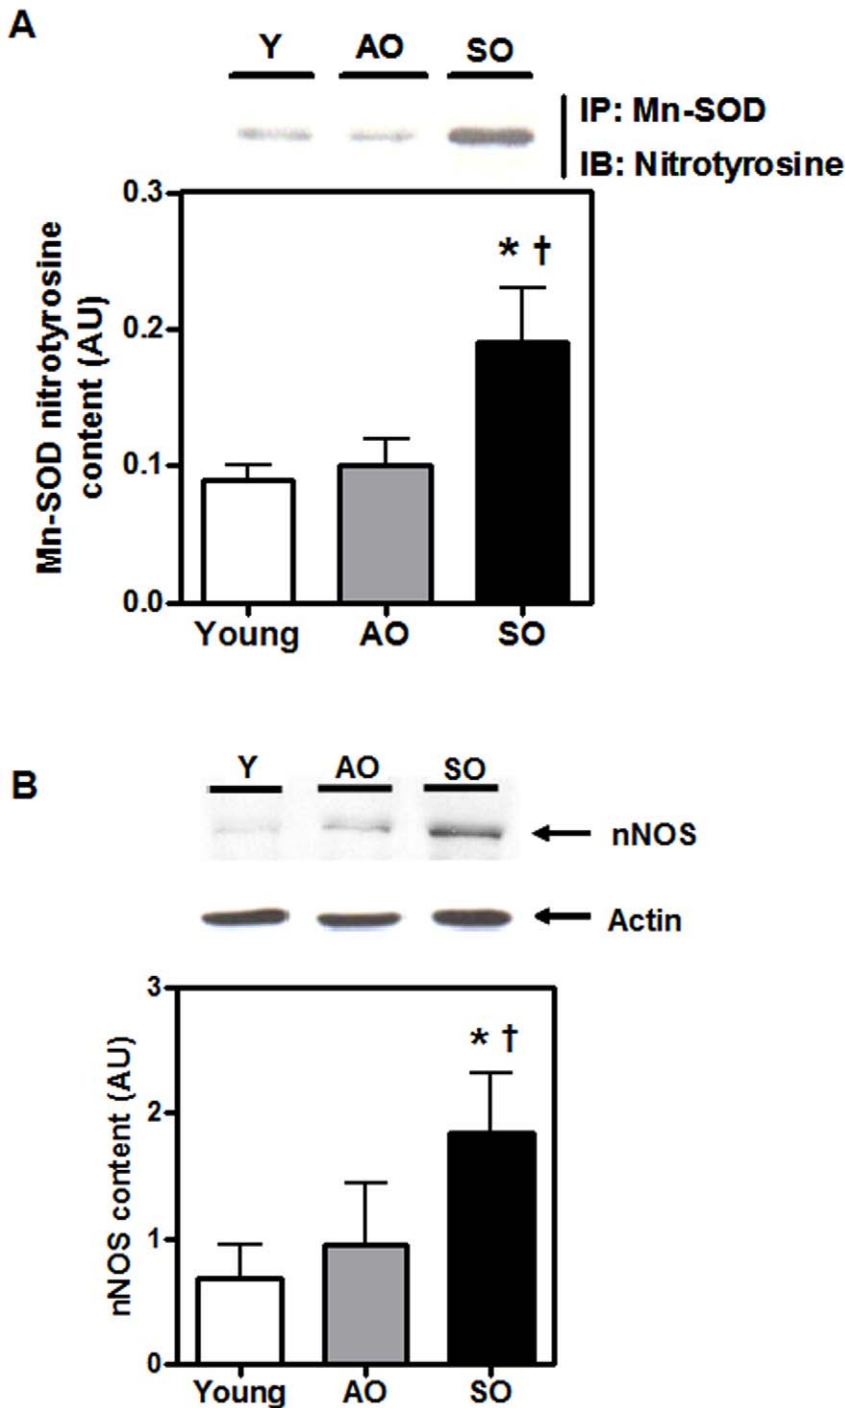 A
Y AO SO
IP: Mn-SOD
IB: Nitrotyrosine
0.3
0.2
0.1
0.0
Mn-SOD nitrotyrosine
content (AU)
* †
Young AO SO
B
Y AO SO
nNOS
Actin
3
2
1
0
nNOS content (AU)
* †
Young AO SO